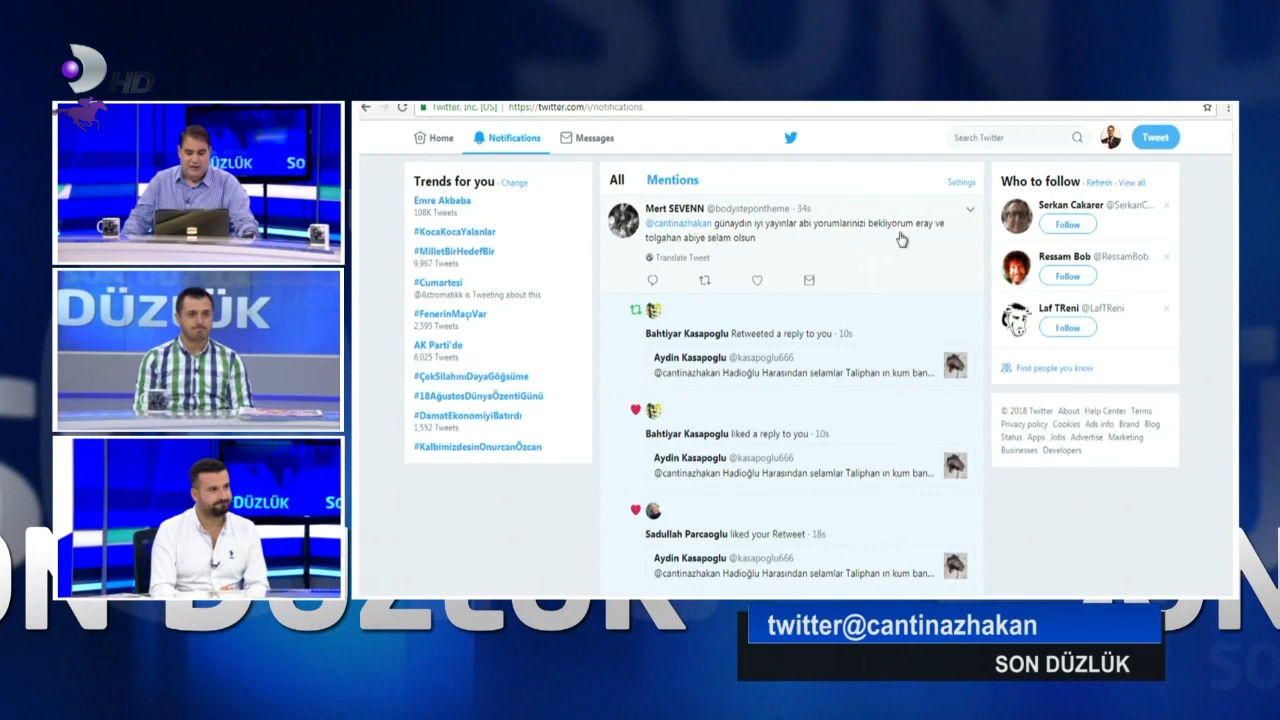 HD
DÜZLÜK So
DÜZLÜK
DÜZLÜK So
Twitter, Inc. [US] | https://twitter.com/i/notifications
Home Notifications Messages
Search Twitter
Tweet
Trends for you · Change
Emre Akbaba
108K Tweets
#KocaKocaYalanlar
#MilletBirHedefBir
9,967 Tweets
#Cumartesi
@Astromatikk is Tweeting about this
#FenerinMaçıVar
2,595 Tweets
AK Parti'de
6,025 Tweets
#ÇekSilahınıDayaGöğsüme
#18AğustosDünyaÖzentiGünü
#DamatEkonomiyiBatırdı
1,552 Tweets
#KalbimizdesinOnurcanÖzcan
All Mentions Settings
Mert SEVENN @bodystepontheme · 34s
@cantinazhakan günaydın iyi yayınlar abi yorumlarinizi bekliyorum eray ve
tolgahan abiye selam olsun
Translate Tweet
Bahtiyar Kasapoglu Retweeted a reply to you · 10s
Aydin Kasapoglu @kasapoglu666
@cantinazhakan Hadioğlu Harasından selamlar Taliphan ın kum ban...
Bahtiyar Kasapoglu liked a reply to you · 10s
Aydin Kasapoglu @kasapoglu666
@cantinazhakan Hadioğlu Harasından selamlar Taliphan ın kum ban...
Sadullah Parcaoglu liked your Retweet · 18s
Aydin Kasapoglu @kasapoglu666
@cantinazhakan Hadioğlu Harasından selamlar Taliphan ın kum ban...
Who to follow · Refresh · View all
Serkan Cakarer @SerkanC...
Follow
Ressam Bob @RessamBob
Follow
Laf TReni @LafTReni
Follow
Find people you know
© 2018 Twitter About Help Center Terms
Privacy policy Cookies Ads info Brand Blog
Status Apps Jobs Advertise Marketing
Businesses Developers
ON DÜZLÜK
twitter@cantinazhakan
SON DÜZLÜK